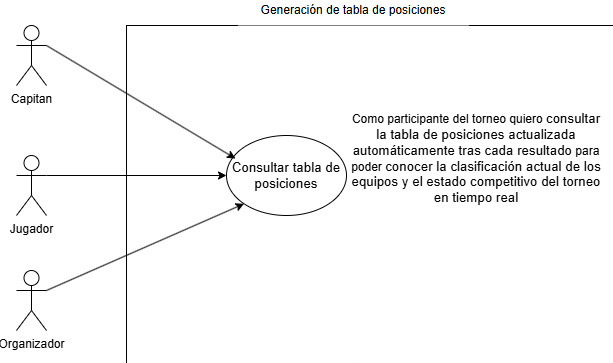 Generación de tabla de posiciones
Capitan
Como participante del torneo quiero consultar
la tabla de posiciones actualizada
automáticamente tras cada resultado para
poder conocer la clasificación actual de los
equipos y el estado competitivo del torneo
en tiempo real
Consultar tabla de
posiciones
Jugador
Organizador